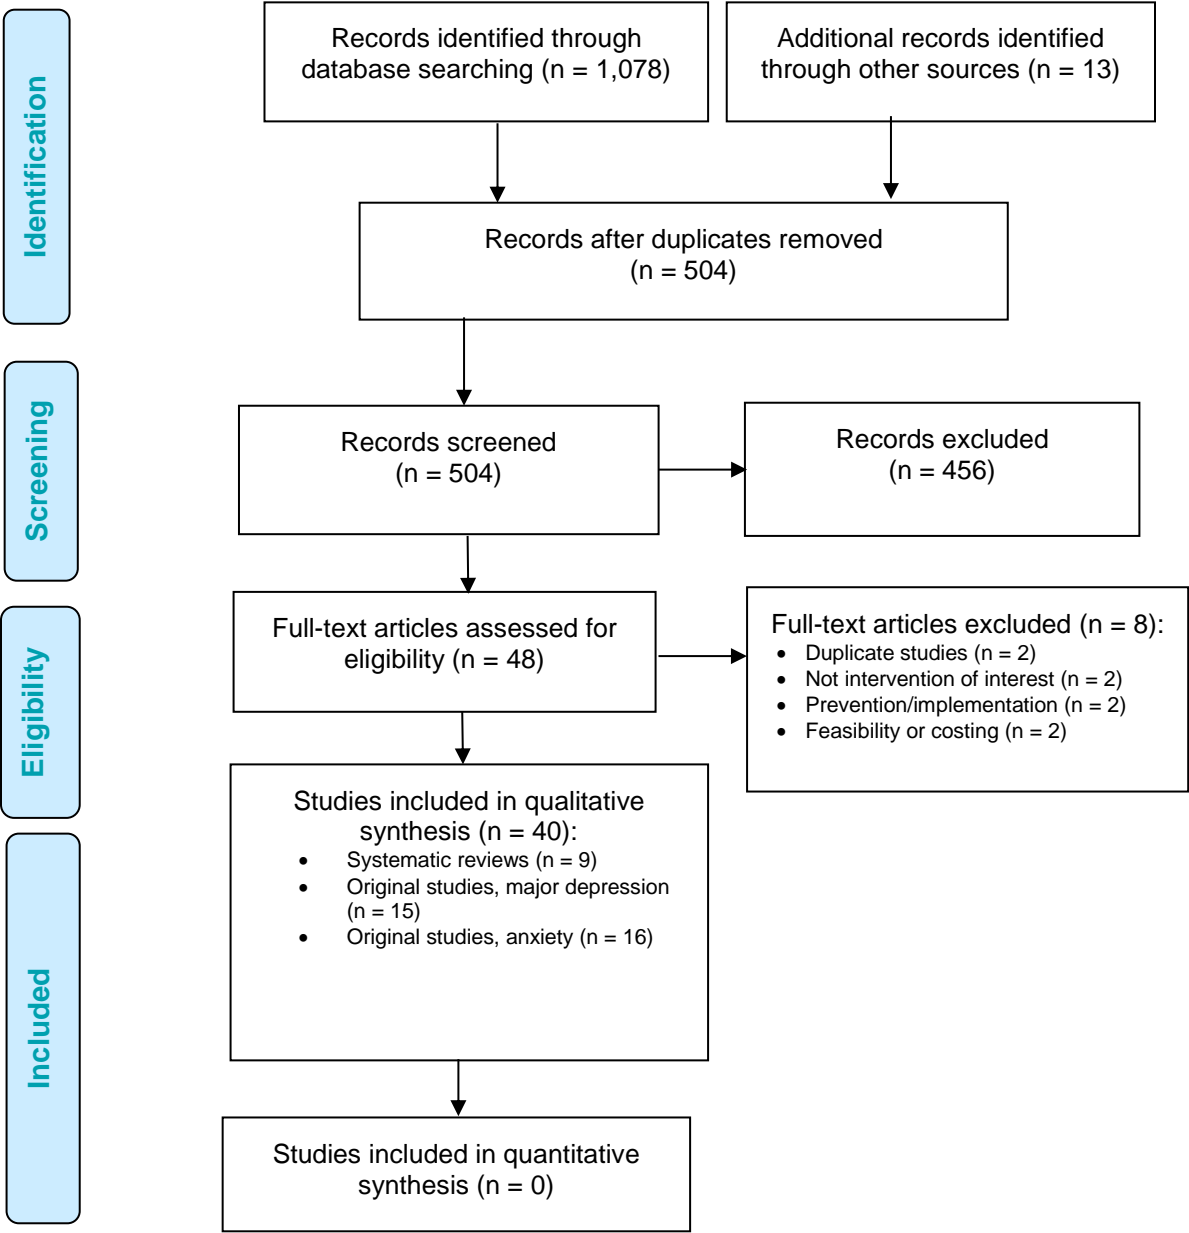 Identification
Records identified through
database searching (n = 1,078)
Additional records identified
through other sources (n = 13)
Records after duplicates removed
(n = 504)
Screening
Records screened
(n = 504)
Records excluded
(n = 456)
Eligibility
Full-text articles assessed for
eligibility (n = 48)
Full-text articles excluded (n = 8):
• Duplicate studies (n = 2)
• Not intervention of interest (n = 2)
• Prevention/implementation (n = 2)
• Feasibility or costing (n = 2)
Included
Studies included in qualitative
synthesis (n = 40):
• Systematic reviews (n = 9)
• Original studies, major depression
(n = 15)
• Original studies, anxiety (n = 16)
Studies included in quantitative
synthesis (n = 0)